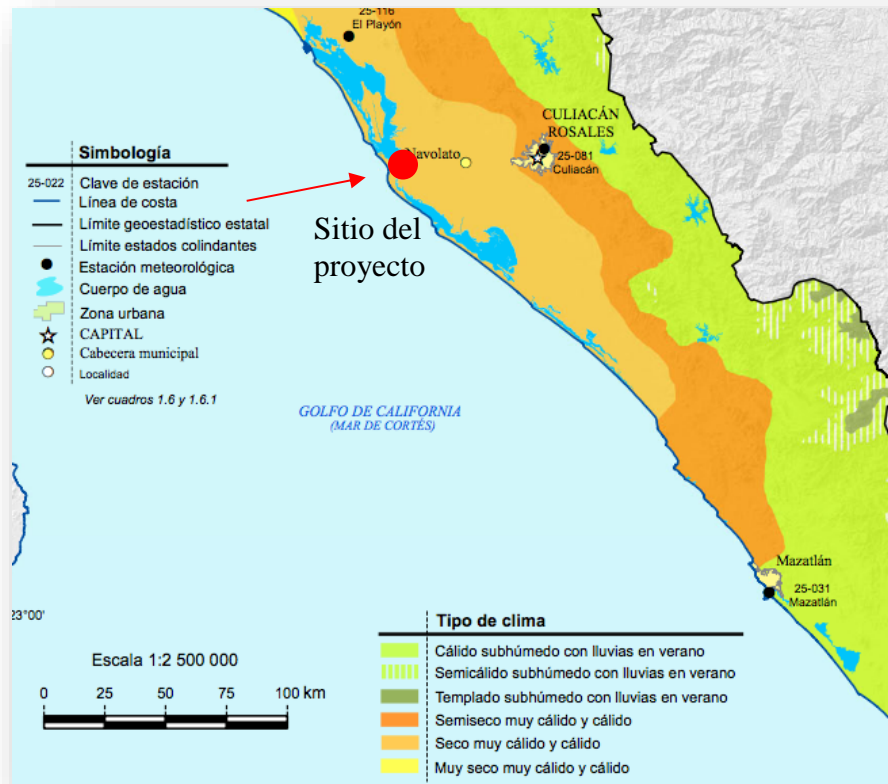 25-116
El Playón
CULIACÁN
ROSALES
25-081
Culiacán
Navolato
Sitio del
proyecto
Simbología
25-022 Clave de estación
Línea de costa
Límite geoestadístico estatal
Límite estados colindantes
Estación meteorológica
Cuerpo de agua
Zona urbana
CAPITAL
Cabecera municipal
Localidad
Ver cuadros 1.6 y 1.6.1
GOLFO DE CALIFORNIA
(MAR DE CORTÉS)
Mazatlán
25-031
Mazatlán
23°00'
Escala 1:2 500 000
0 25 50 75 100 km
Tipo de clima
Cálido subhúmedo con lluvias en verano
Semicálido subhúmedo con lluvias en verano
Templado subhúmedo con lluvias en verano
Semiseco muy cálido y cálido
Seco muy cálido y cálido
Muy seco muy cálido y cálido